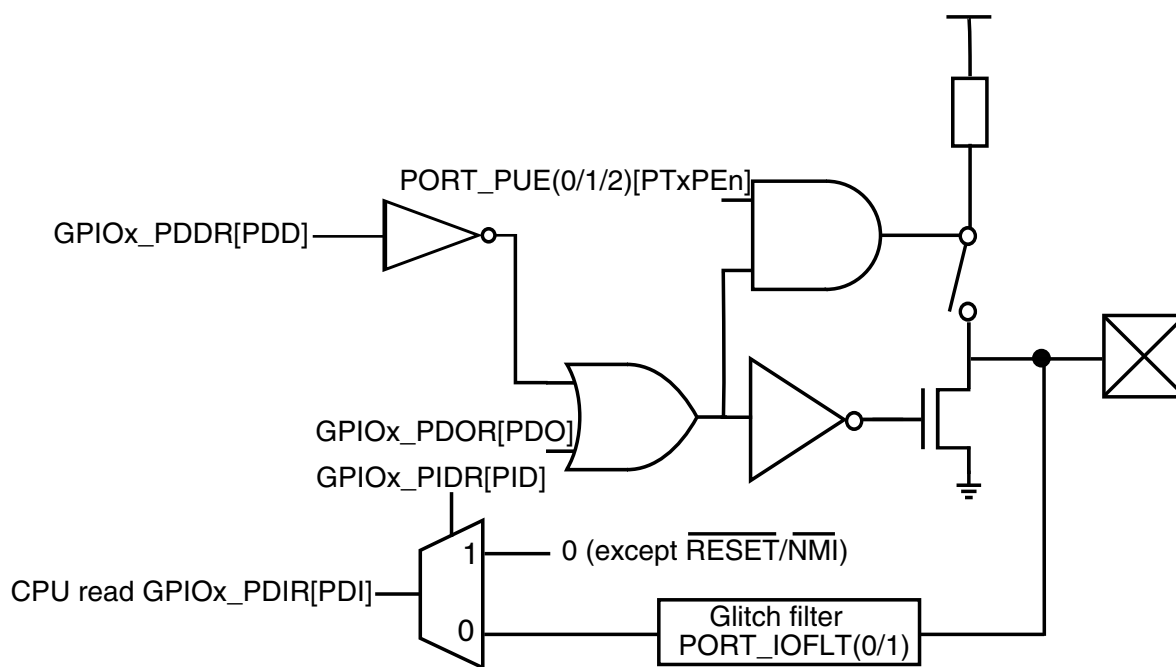 PORT_PUE(0/1/2)[PTxPEn]
GPIOx_PDDR[PDD]
GPIOx_PDOR[PDO]
GPIOx_PIDR[PID]
1
0 (except RESET/NMI)
CPU read GPIOx_PDIR[PDI]
0
Glitch filter
PORT_IOFLT(0/1)